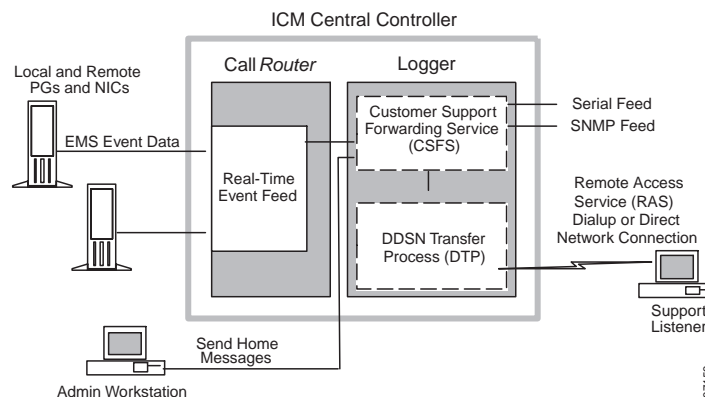 ICM Central Controller
Local and Remote
PGs and NICs
Call Router
Logger
EMS Event Data
Real-Time
Event Feed
Customer Support
Forwarding Service
(CSFS)
Serial Feed
SNMP Feed
DDSN Transfer
Process (DTP)
Remote Access
Service (RAS)
Dialup or Direct
Network Connection
Support
Listener
Send Home
Messages
Admin Workstation